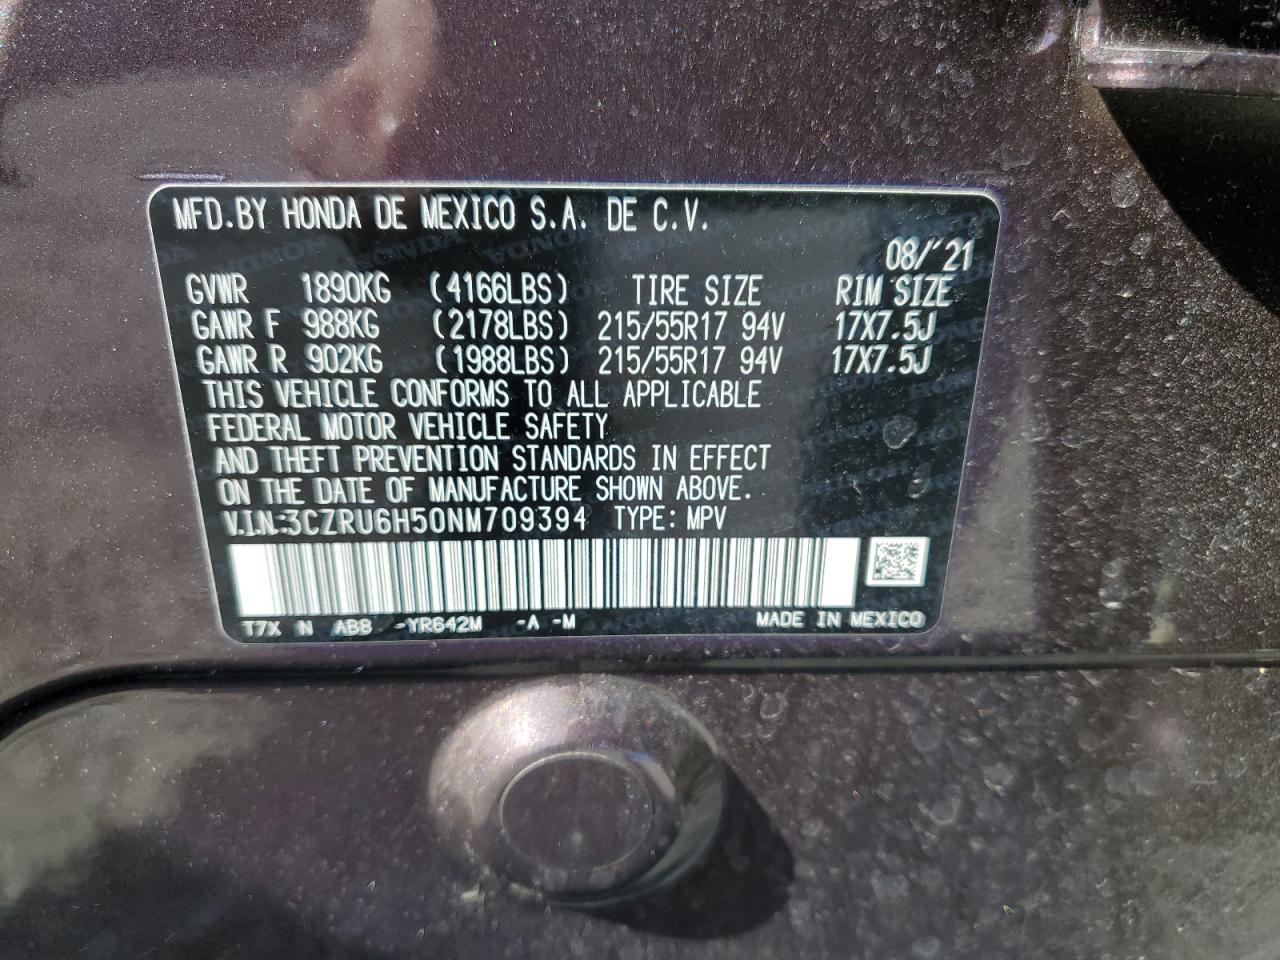 MFD.BY HONDA DE MEXICO S.A. DE C.V.
08/'21
GVWR 1890KG (4166LBS) TIRE SIZE RIM SIZE
GAWR F 988KG (2178LBS) 215/55R17 94V 17X7.5J
GAWR R 902KG (1988LBS) 215/55R17 94V 17X7.5J
THIS VEHICLE CONFORMS TO ALL APPLICABLE
FEDERAL MOTOR VEHICLE SAFETY
AND THEFT PREVENTION STANDARDS IN EFFECT
ON THE DATE OF MANUFACTURE SHOWN ABOVE.
V.I.N:3CZRU6H50NM709394 TYPE: MPV
T7X N AB8 -YR642M -A -M MADE IN MEXICO